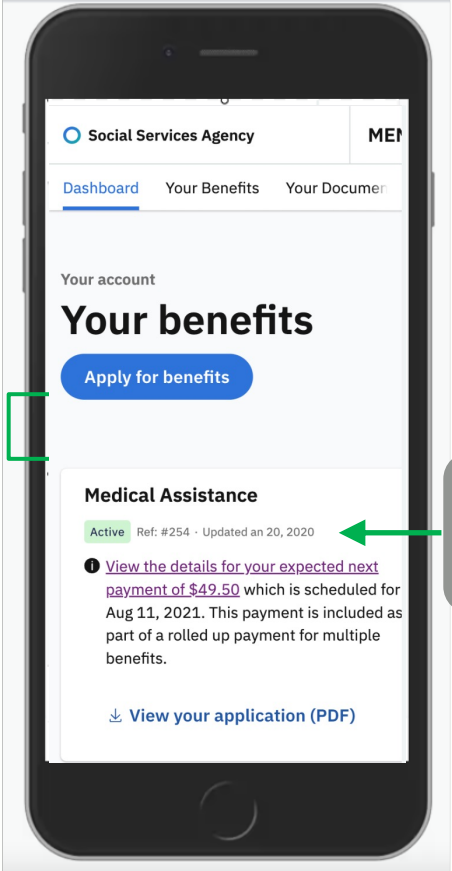 Social Services Agency
MEN
Dashboard Your Benefits Your Documen
Your account
Your benefits
Apply for benefits
Medical Assistance
Active Ref: #254 · Updated an 20, 2020
View the details for your expected next
payment of $49.50 which is scheduled for
Aug 11, 2021. This payment is included as
part of a rolled up payment for multiple
benefits.
View your application (PDF)